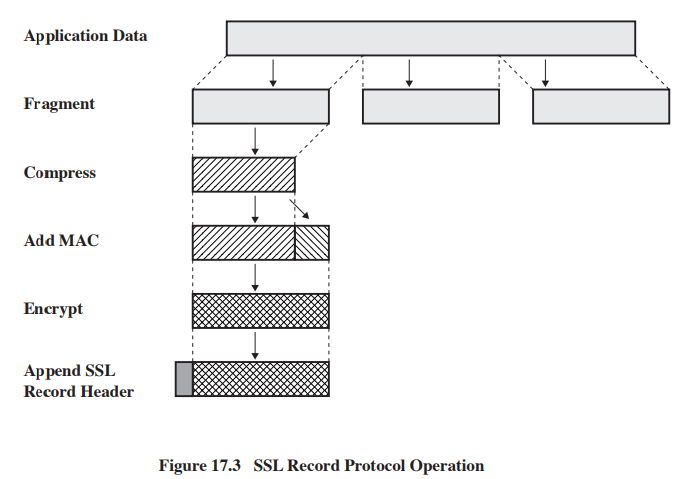 Application Data
Fragment
Compress
Add MAC
Encrypt
Append SSL
Record Header
Figure 17.3 SSL Record Protocol Operation